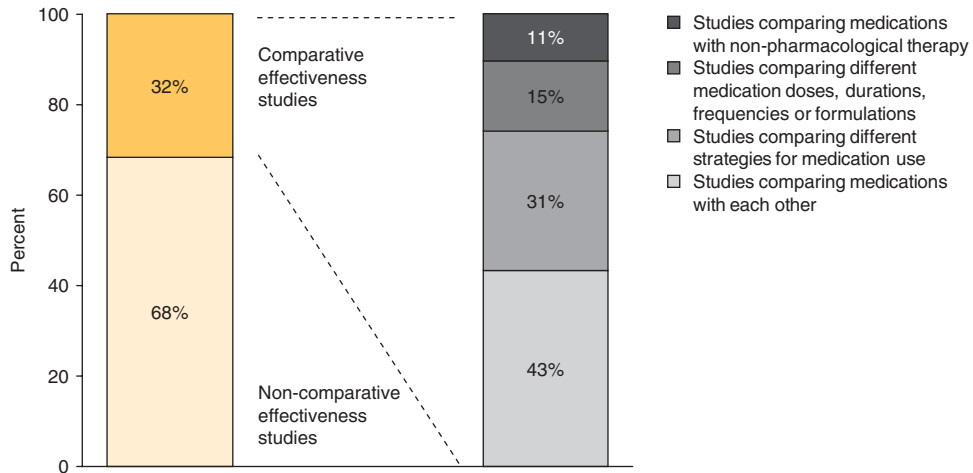 100
80
60
40
20
0
Percent
32%
68%
Comparative
effectiveness
studies
Non-comparative
effectiveness
studies
11%
15%
31%
43%
Studies comparing medications
with non-pharmacological therapy
Studies comparing different
medication doses, durations,
frequencies or formulations
Studies comparing different
strategies for medication use
Studies comparing medications
with each other